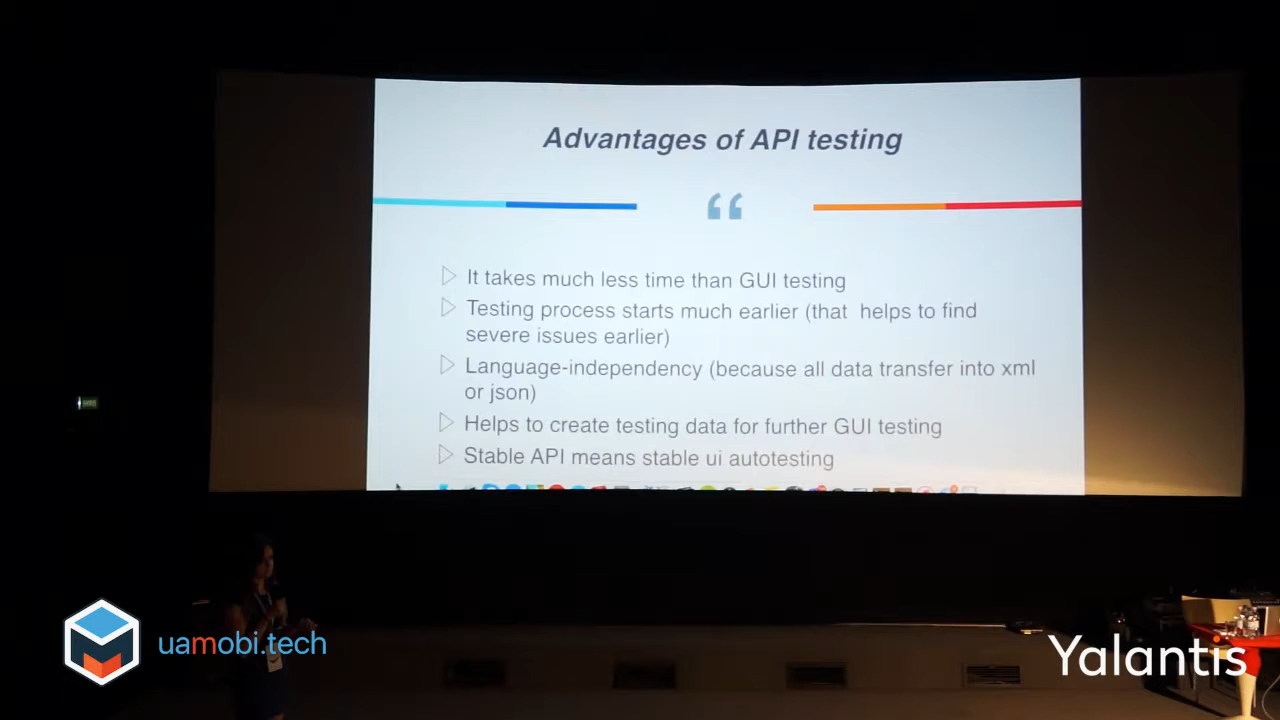 Advantages of API testing
“
It takes much less time than GUI testing
Testing process starts much earlier (that helps to find
severe issues earlier)
Language-independency (because all data transfer into xml
or json)
Helps to create testing data for further GUI testing
Stable API means stable ui autotesting
uamobi.tech
Yalantis